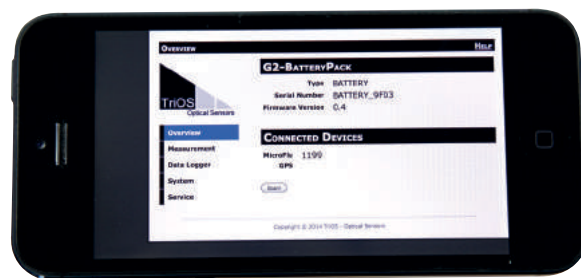 Overview Help
G2-BatteryPack
Type BATTERY
Serial Number BATTERY_9F03
Firmware Version 0.4
TriOS
Optical Sensors
Overview
Measurement
Data Logger
System
Service
Connected Devices
MicroFlu 1199
GPS
Copyright © 2014 TriOS - Optical Sensors